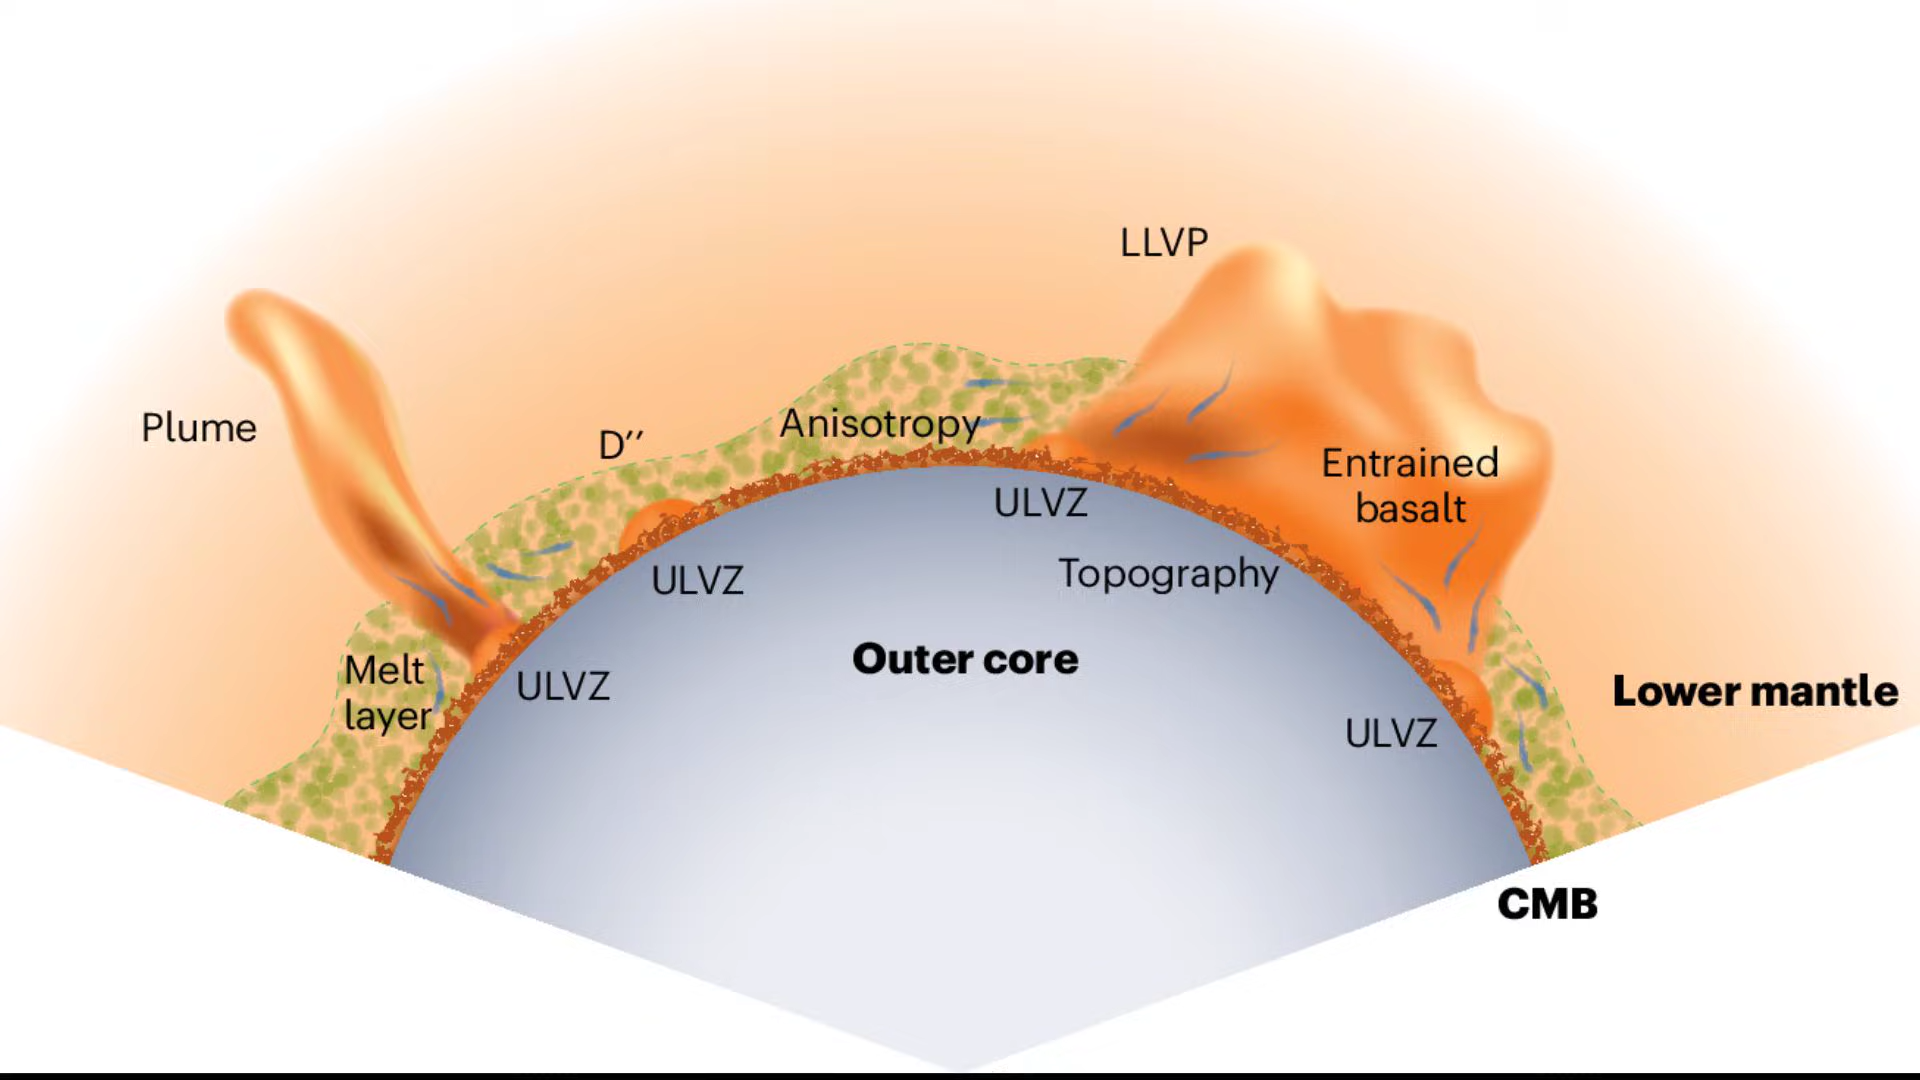 LLVP
Plume
D′′
Anisotropy
Entrained
basalt
ULVZ
Topography
ULVZ
Outer core
Melt
layer
ULVZ
Lower mantle
ULVZ
CMB